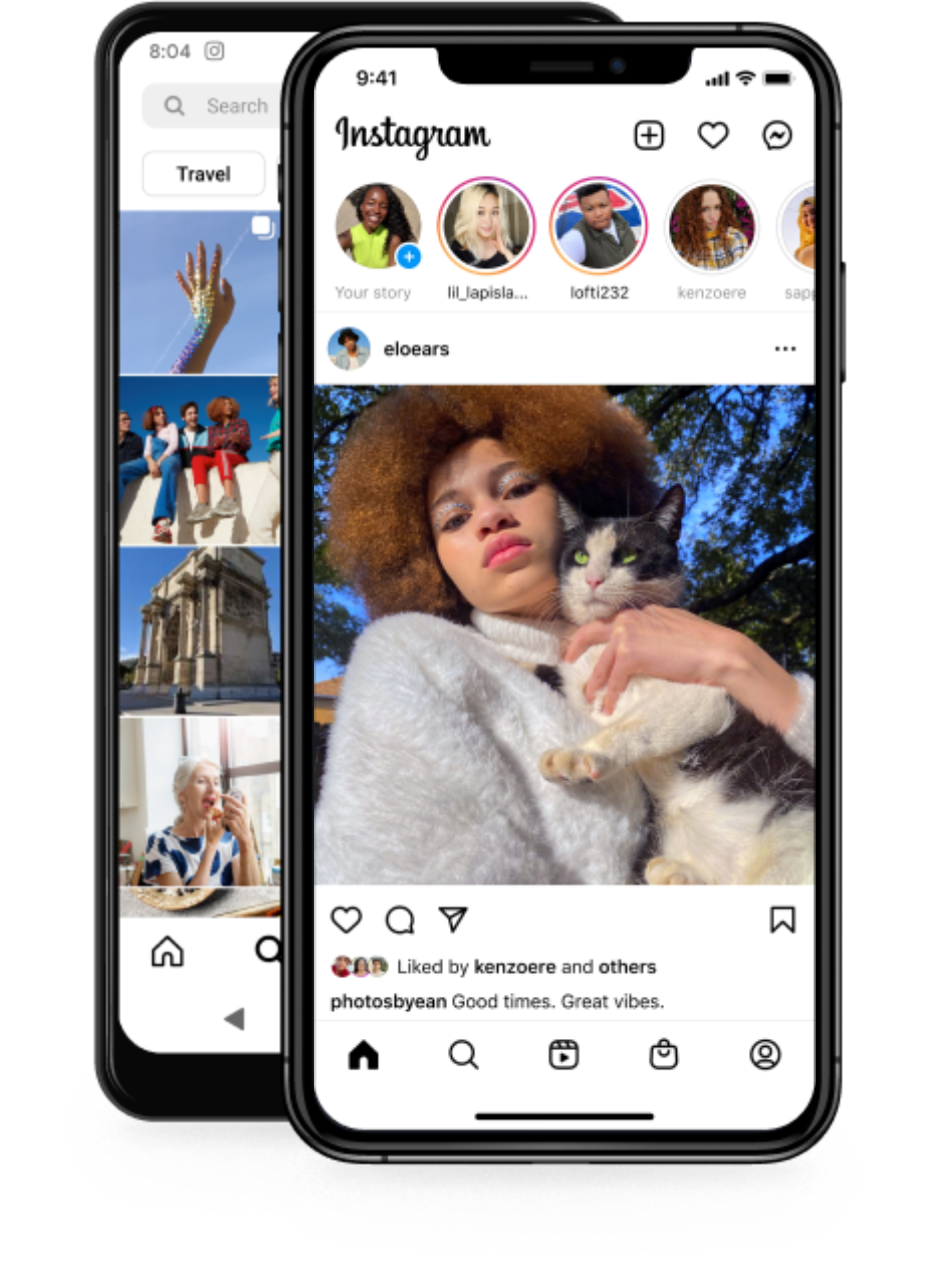 8:04
Search
Travel
9:41
Instagram
Your story
lil_lapisla...
lofti232
kenzoere
sapp
eloears
Liked by kenzoere and others
photosbyean Good times. Great vibes.